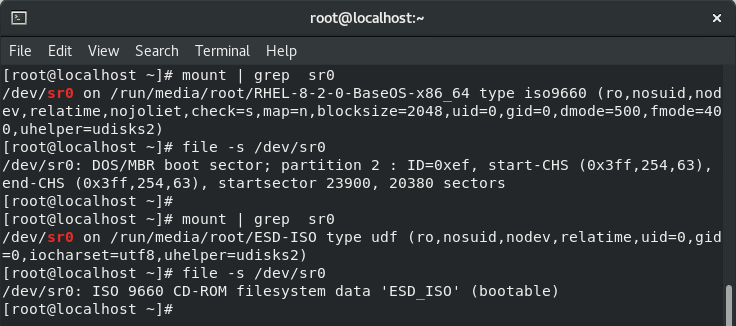 root@localhost:~
File Edit View Search Terminal Help
[root@localhost ~]# mount | grep  sr0
/dev/sr0 on /run/media/root/RHEL-8-2-0-BaseOS-x86_64 type iso9660 (ro,nosuid,nod
ev,relatime,nojoliet,check=s,map=n,blocksize=2048,uid=0,gid=0,dmode=500,fmode=40
0,uhelper=udisks2)
[root@localhost ~]# file -s /dev/sr0
/dev/sr0: DOS/MBR boot sector; partition 2 : ID=0xef, start-CHS (0x3ff,254,63),
end-CHS (0x3ff,254,63), startsector 23900, 20380 sectors
[root@localhost ~]#
[root@localhost ~]# mount | grep  sr0
/dev/sr0 on /run/media/root/ESD-ISO type udf (ro,nosuid,nodev,relatime,uid=0,gid
=0,iocharset=utf8,uhelper=udisks2)
[root@localhost ~]# file -s /dev/sr0
/dev/sr0: ISO 9660 CD-ROM filesystem data 'ESD_ISO' (bootable)
[root@localhost ~]#